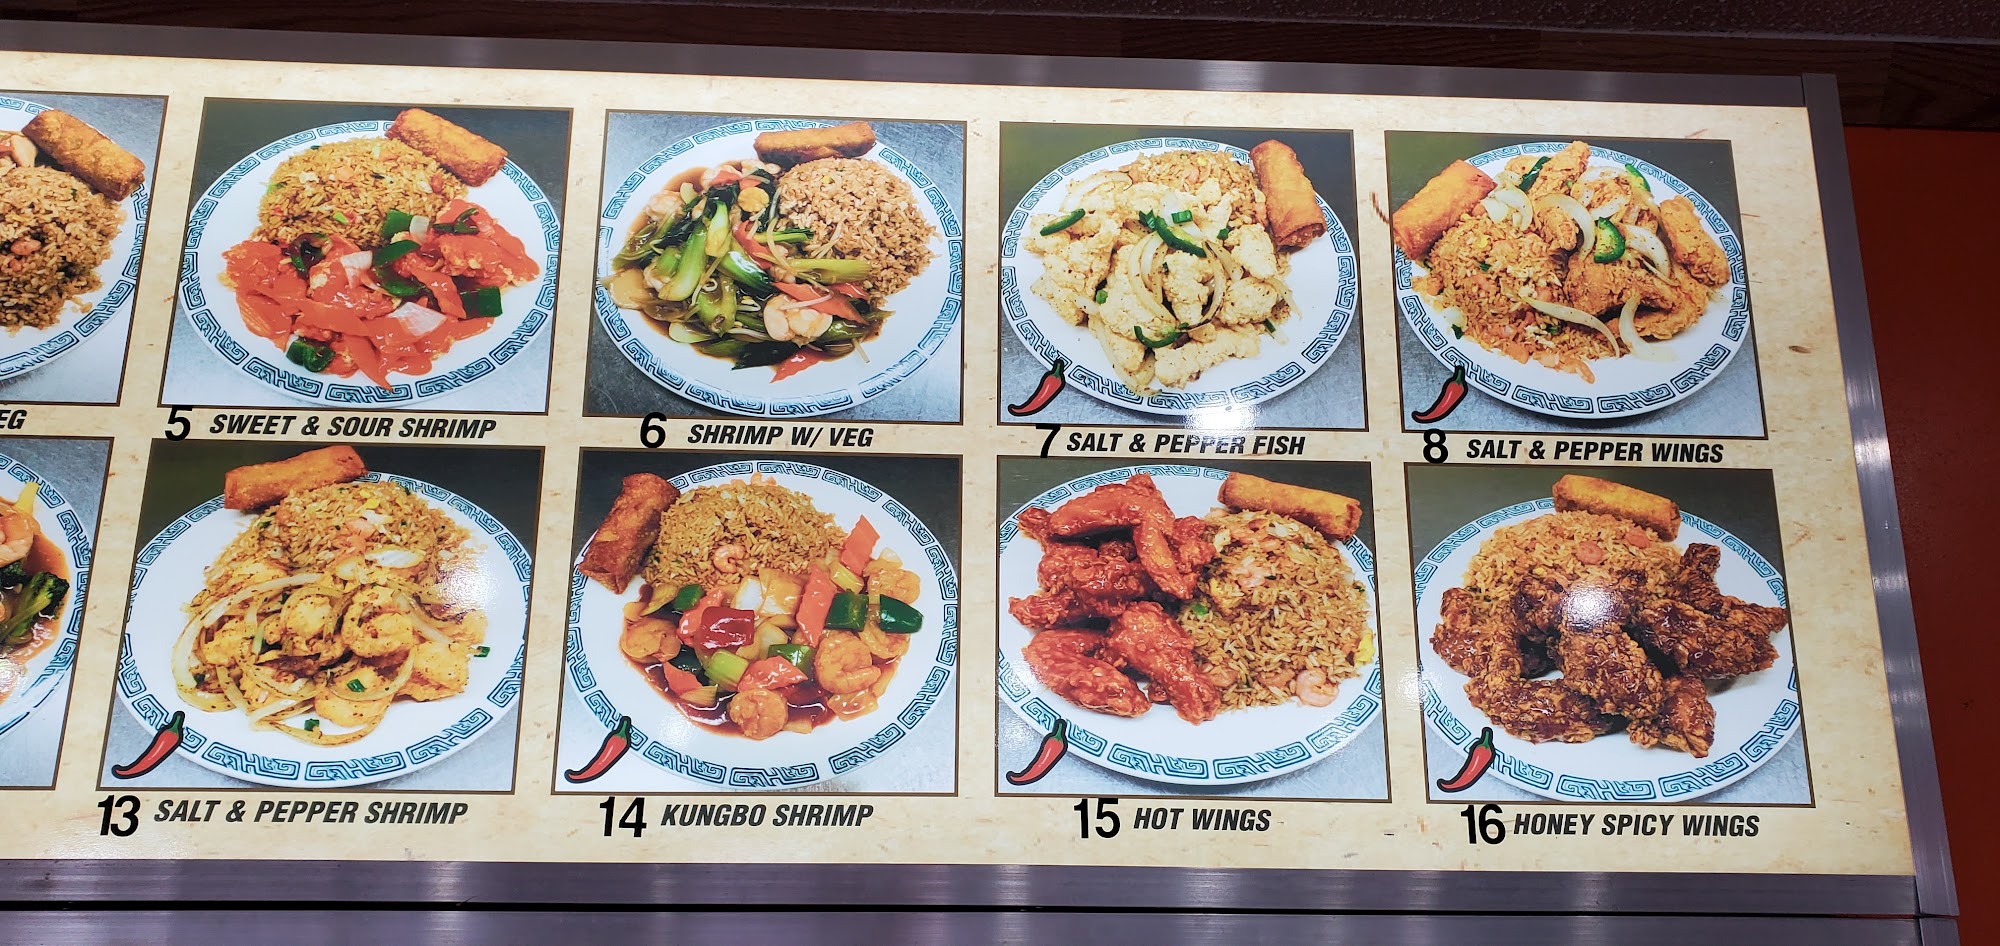 EG
5 SWEET & SOUR SHRIMP
6 SHRIMP W/ VEG
7 SALT & PEPPER FISH
8 SALT & PEPPER WINGS
13 SALT & PEPPER SHRIMP
14 KUNGBO SHRIMP
15 HOT WINGS
16 HONEY SPICY WINGS